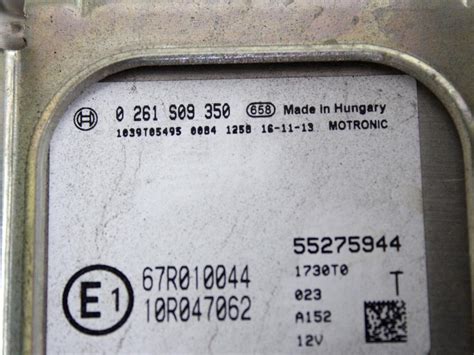 0 261 S09 350 658 Made in Hungary
1039T05495 0084 1258 16-11-13 MOTRONIC
55275944
1730T0
T
67R010044
023
E1
10R047062
A152
12V